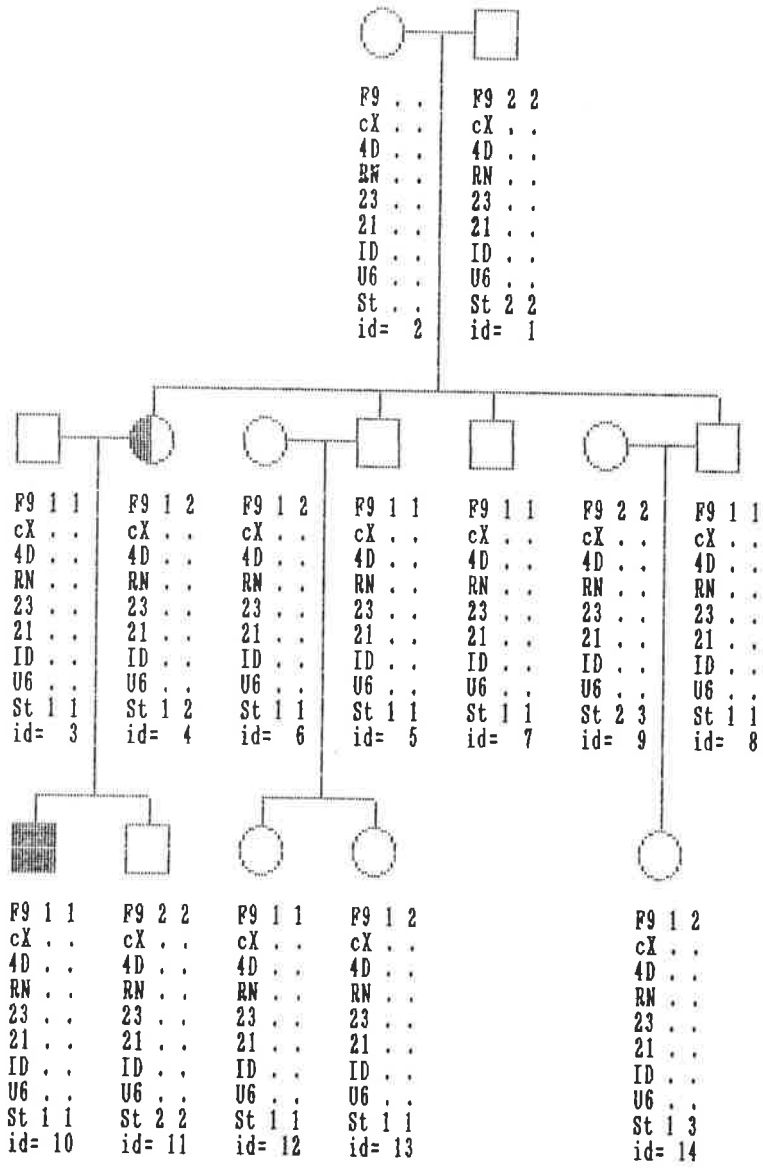 F9 . .
cX . .
4D . .
RN . .
23 . .
21 . .
ID . .
U6 . .
St . .
id= 2
F9 2 2
cX . .
4D . .
RN . .
23 . .
21 . .
ID . .
U6 . .
St 2 2
id= 1
F9 1 1
cX . .
4D . .
RN . .
23 . .
21 . .
ID . .
U6 . .
St 1 1
id= 3
F9 1 2
cX . .
4D . .
RN . .
23 . .
21 . .
ID . .
U6 . .
St 1 2
id= 4
F9 1 2
cX . .
4D . .
RN . .
23 . .
21 . .
ID . .
U6 . .
St 1 1
id= 6
F9 1 1
cX . .
4D . .
RN . .
23 . .
21 . .
ID . .
U6 . .
St 1 1
id= 5
F9 1 1
cX . .
4D . .
RN . .
23 . .
21 . .
ID . .
U6 . .
St 1 1
id= 7
F9 2 2
cX . .
4D . .
RN . .
23 . .
21 . .
ID . .
U6 . .
St 2 3
id= 9
F9 1 1
cX . .
4D . .
RN . .
23 . .
21 . .
ID . .
U6 . .
St 1 1
id= 8
F9 1 1
cX . .
4D . .
RN . .
23 . .
21 . .
ID . .
U6 . .
St 1 1
id= 10
F9 2 2
cX . .
4D . .
RN . .
23 . .
21 . .
ID . .
U6 . .
St 2 2
id= 11
F9 1 1
cX . .
4D . .
RN . .
23 . .
21 . .
ID . .
U6 . .
St 1 1
id= 12
F9 1 2
cX . .
4D . .
RN . .
23 . .
21 . .
ID . .
U6 . .
St 1 1
id= 13
F9 1 2
cX . .
4D . .
RN . .
23 . .
21 . .
ID . .
U6 . .
St 1 3
id= 14